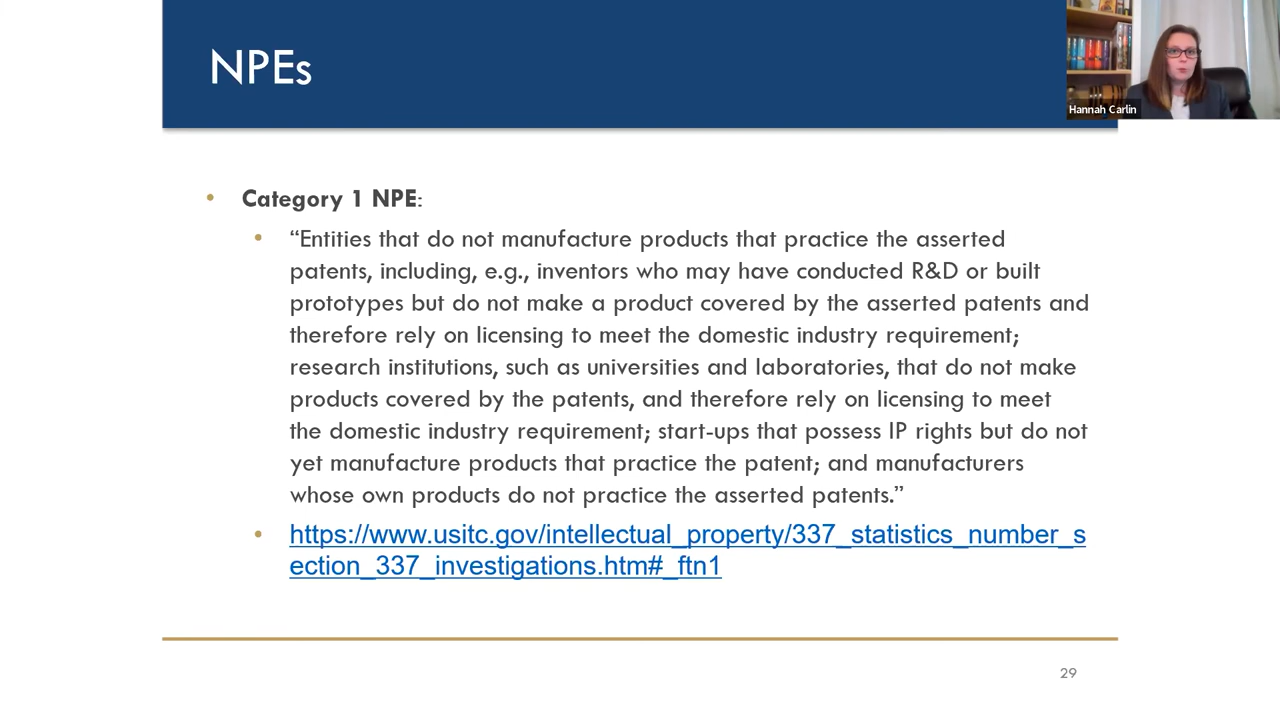 NPEs
Hannah Carlin
• Category 1 NPE:
• “Entities that do not manufacture products that practice the asserted
patents, including, e.g., inventors who may have conducted R&D or built
prototypes but do not make a product covered by the asserted patents and
therefore rely on licensing to meet the domestic industry requirement;
research institutions, such as universities and laboratories, that do not make
products covered by the patents, and therefore rely on licensing to meet
the domestic industry requirement; start-ups that possess IP rights but do not
yet manufacture products that practice the patent; and manufacturers
whose own products do not practice the asserted patents.”
• https://www.usitc.gov/intellectual_property/337_statistics_number_s
ection_337_investigations.htm#_ftn1
29